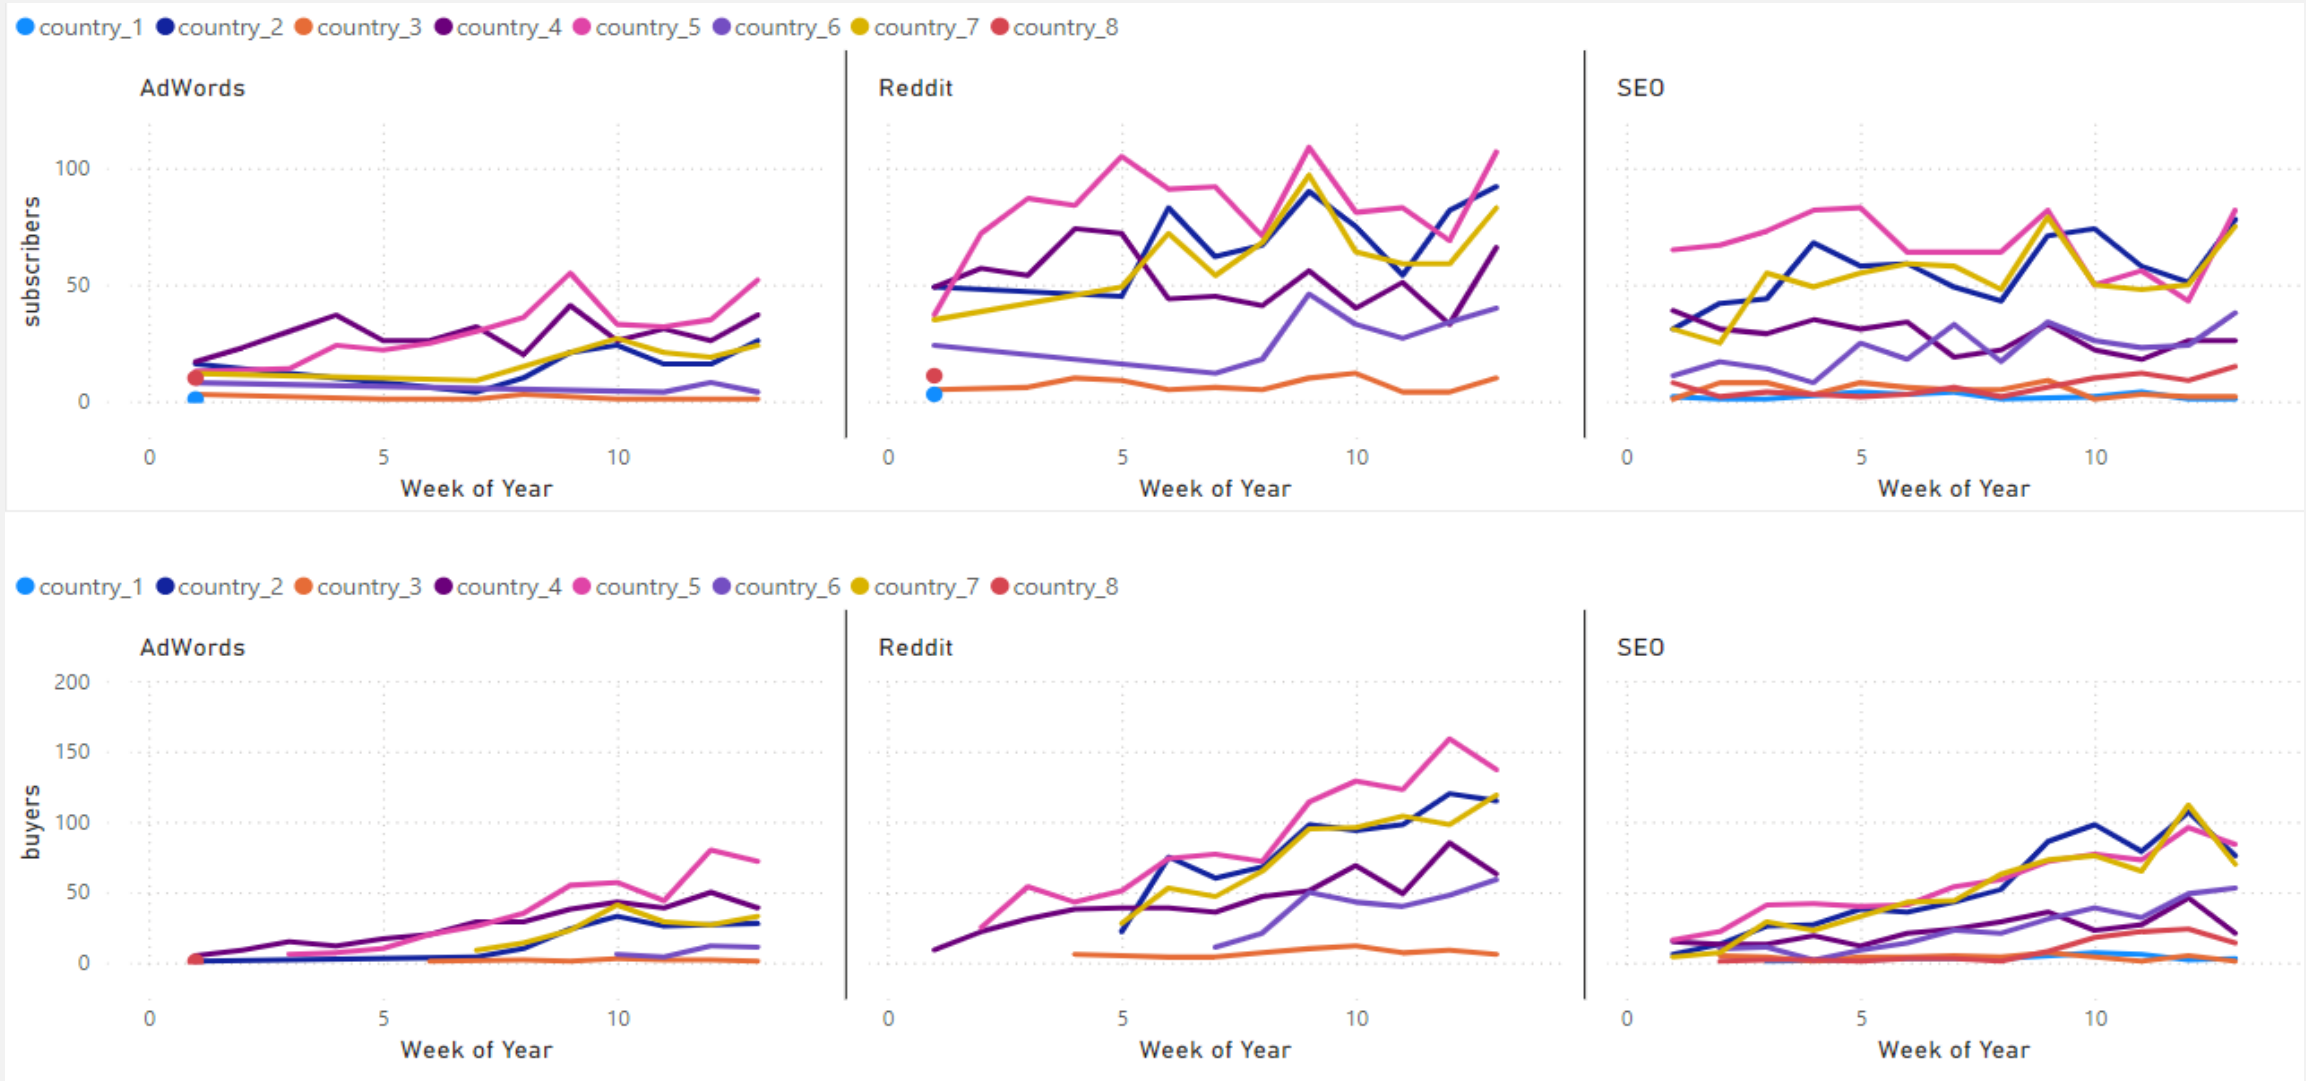 country_1 country_2 country_3 country_4 country_5 country_6 country_7 country_8
AdWords Reddit SEO
subscribers
100
50
0
0 5 10 0 5 10 0 5 10
Week of Year Week of Year Week of Year
country_1 country_2 country_3 country_4 country_5 country_6 country_7 country_8
AdWords Reddit SEO
buyers
200
150
100
50
0
0 5 10 0 5 10 0 5 10
Week of Year Week of Year Week of Year